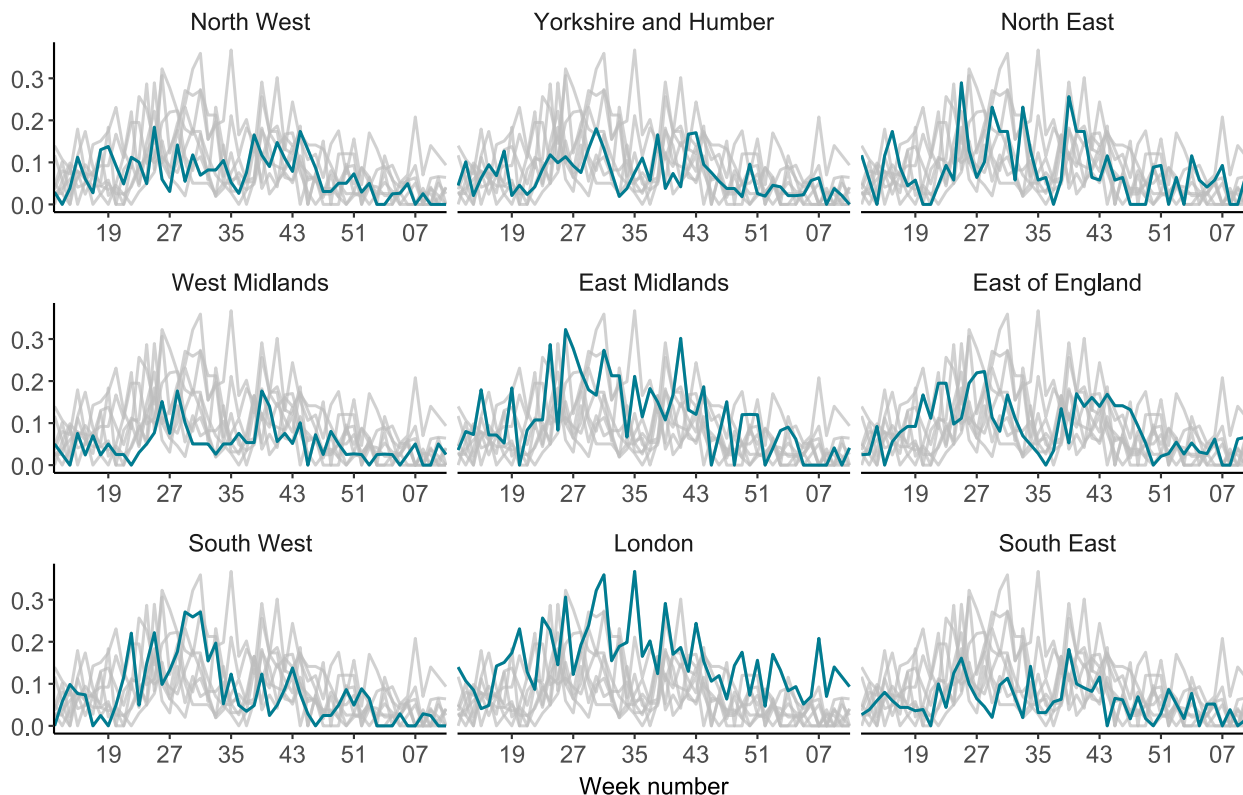 North West Yorkshire and Humber North East
0.3
0.2
0.1
0.0
19 27 35 43 51 07 19 27 35 43 51 07 19 27 35 43 51 07
West Midlands East Midlands East of England
0.3
0.2
0.1
0.0
19 27 35 43 51 07 19 27 35 43 51 07 19 27 35 43 51 07
South West London South East
0.3
0.2
0.1
0.0
19 27 35 43 51 07 19 27 35 43 51 07 19 27 35 43 51 07
Week number